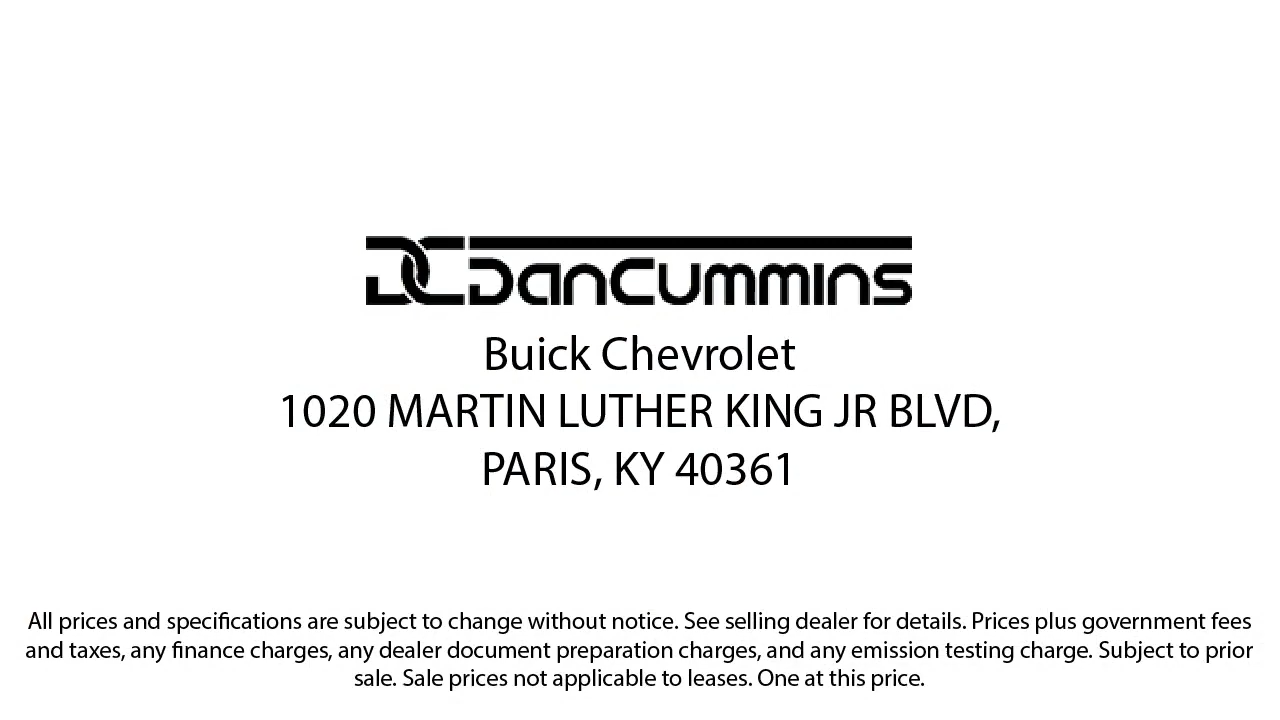 DC DanCummins
Buick Chevrolet
1020 MARTIN LUTHER KING JR BLVD,
PARIS, KY 40361
All prices and specifications are subject to change without notice. See selling dealer for details. Prices plus government fees
and taxes, any finance charges, any dealer document preparation charges, and any emission testing charge. Subject to prior
sale. Sale prices not applicable to leases. One at this price.